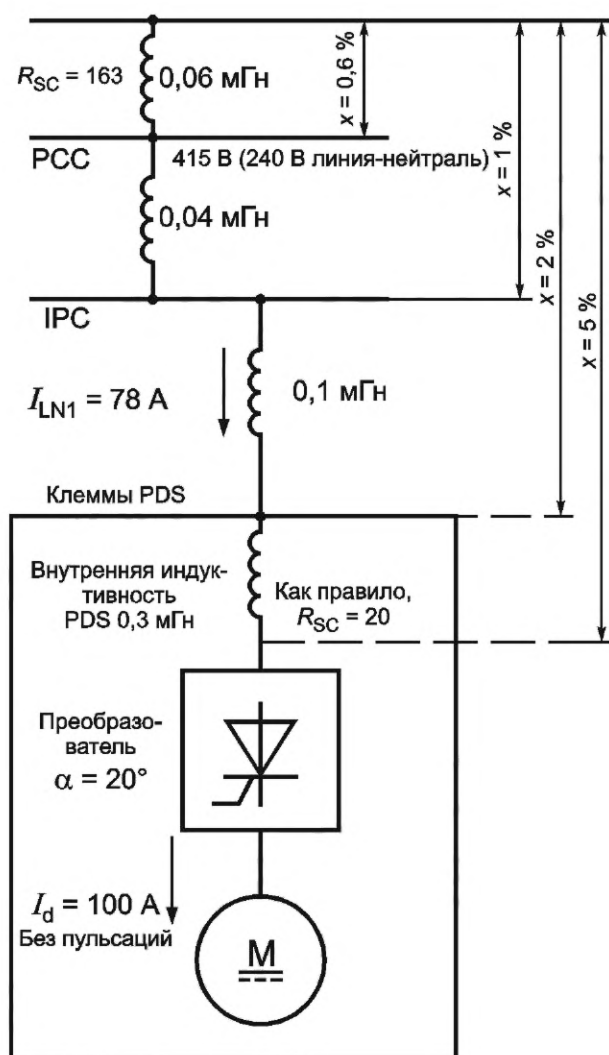 R_SC = 163
0,06 мГн
x = 0,6 %
x = 1 %
x = 2 %
x = 5 %
PCC
415 В (240 В линия-нейтраль)
0,04 мГн
IPC
I_LN1 = 78 А
0,1 мГн
Клеммы PDS
Внутренняя индук-
тивность
PDS 0,3 мГн
Как правило,
R_SC = 20
Преобразо-
ватель
α = 20°
I_d = 100 А
Без пульсаций
M